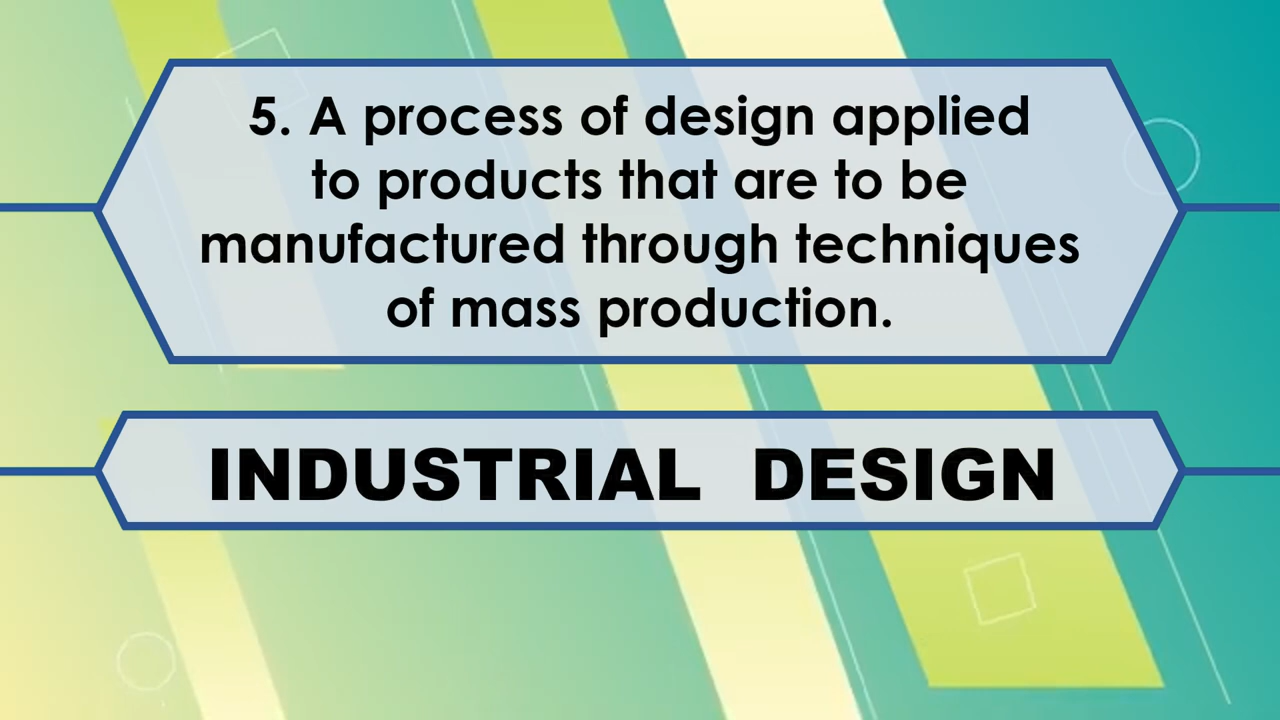 5. A process of design applied
to products that are to be
manufactured through techniques
of mass production.
INDUSTRIAL DESIGN